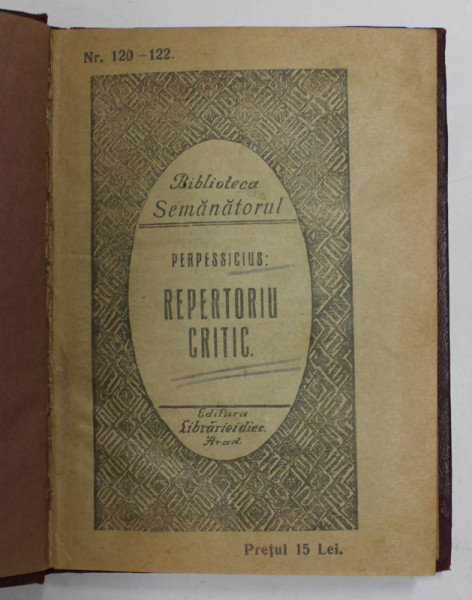 Nr. 120–122.
Biblioteca
Semănătorul
PERPESSICIUS:
REPERTORIU
CRITIC.
Editura
Librăriei diec.
Arad.
Prețul 15 Lei.